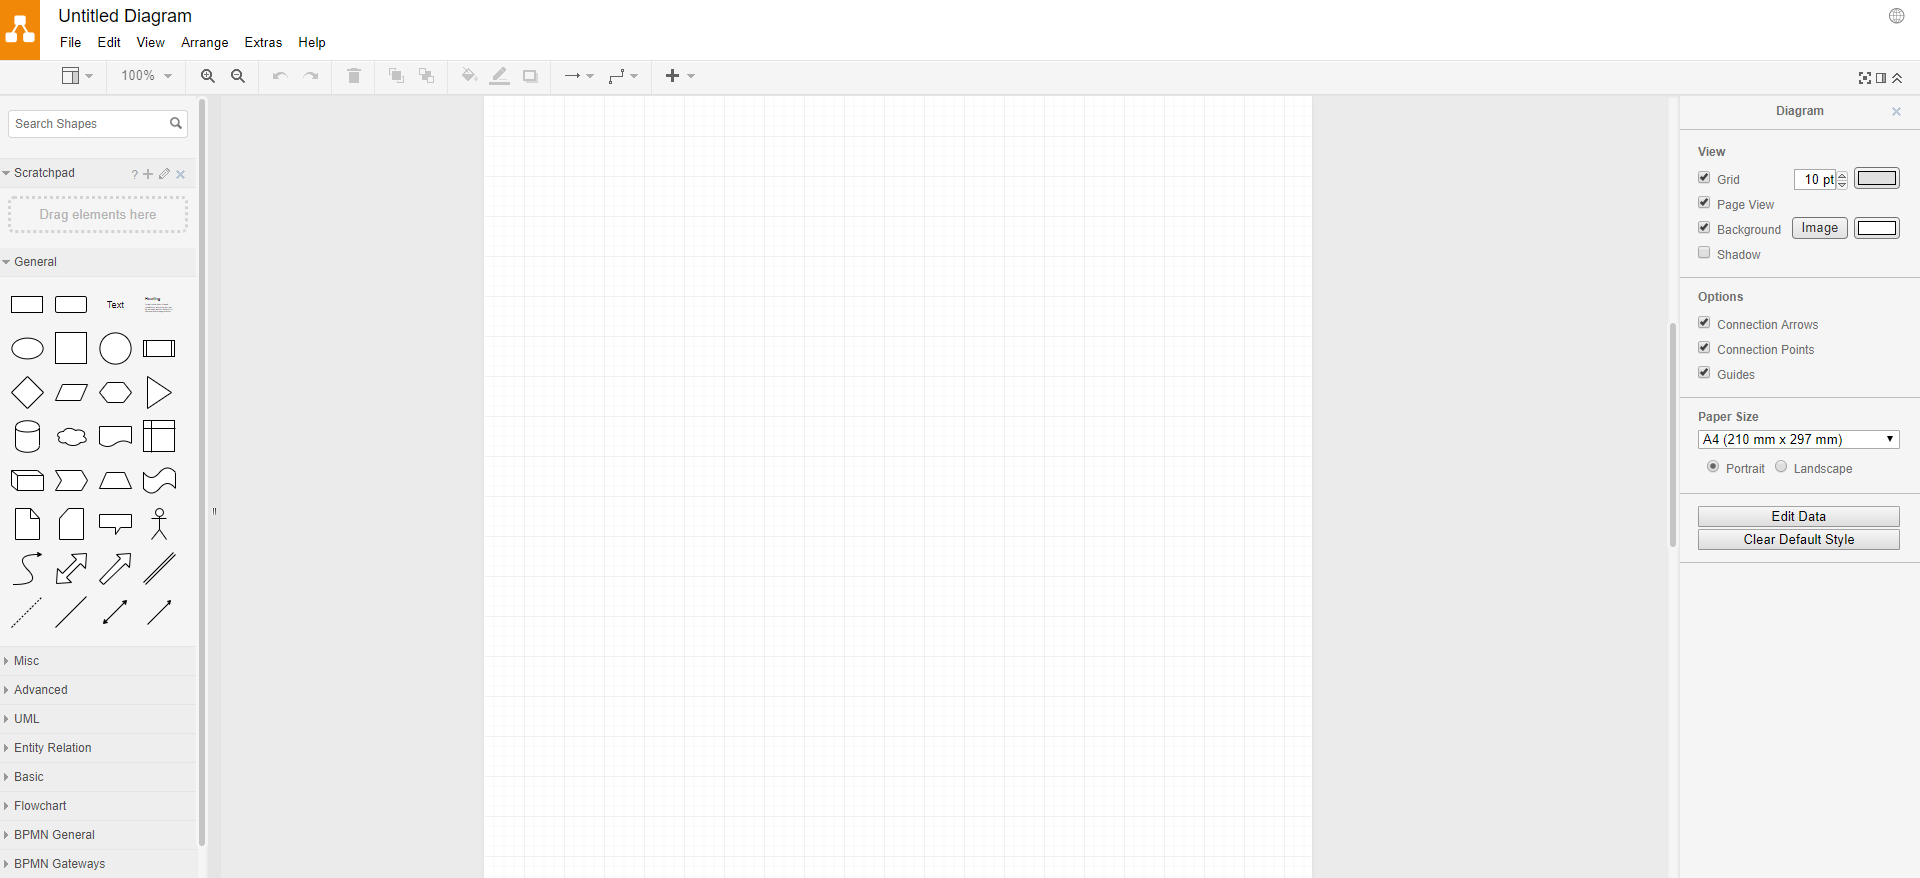 Untitled Diagram
File Edit View Arrange Extras Help
100%
Search Shapes
Scratchpad ?
Drag elements here
General
Text Heading
Misc
Advanced
UML
Entity Relation
Basic
Flowchart
BPMN General
BPMN Gateways
Diagram
View
Grid 10 pt
Page View
Background Image
Shadow
Options
Connection Arrows
Connection Points
Guides
Paper Size
A4 (210 mm x 297 mm)
Portrait Landscape
Edit Data
Clear Default Style